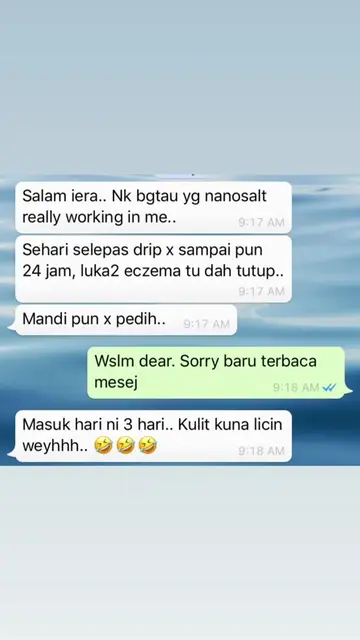 Salam iera.. Nk bgtau yg nanosalt
really working in me..
9:17 AM
Sehari selepas drip x sampai pun
24 jam, luka2 eczema tu dah tutup..
9:17 AM
Mandi pun x pedih..
9:17 AM
Wslm dear. Sorry baru terbaca
mesej
9:18 AM
Masuk hari ni 3 hari.. Kulit kuna licin
weyhhh.. 🤣🤣🤣
9:18 AM